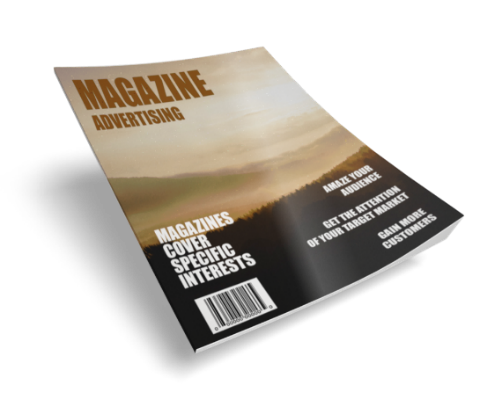 MAGAZINE
ADVERTISING
AMAZE YOUR
AUDIENCE
GET THE ATTENTION
OF YOUR TARGET MARKET
GAIN MORE
CUSTOMERS
MAGAZINES
COVER
SPECIFIC
INTERESTS